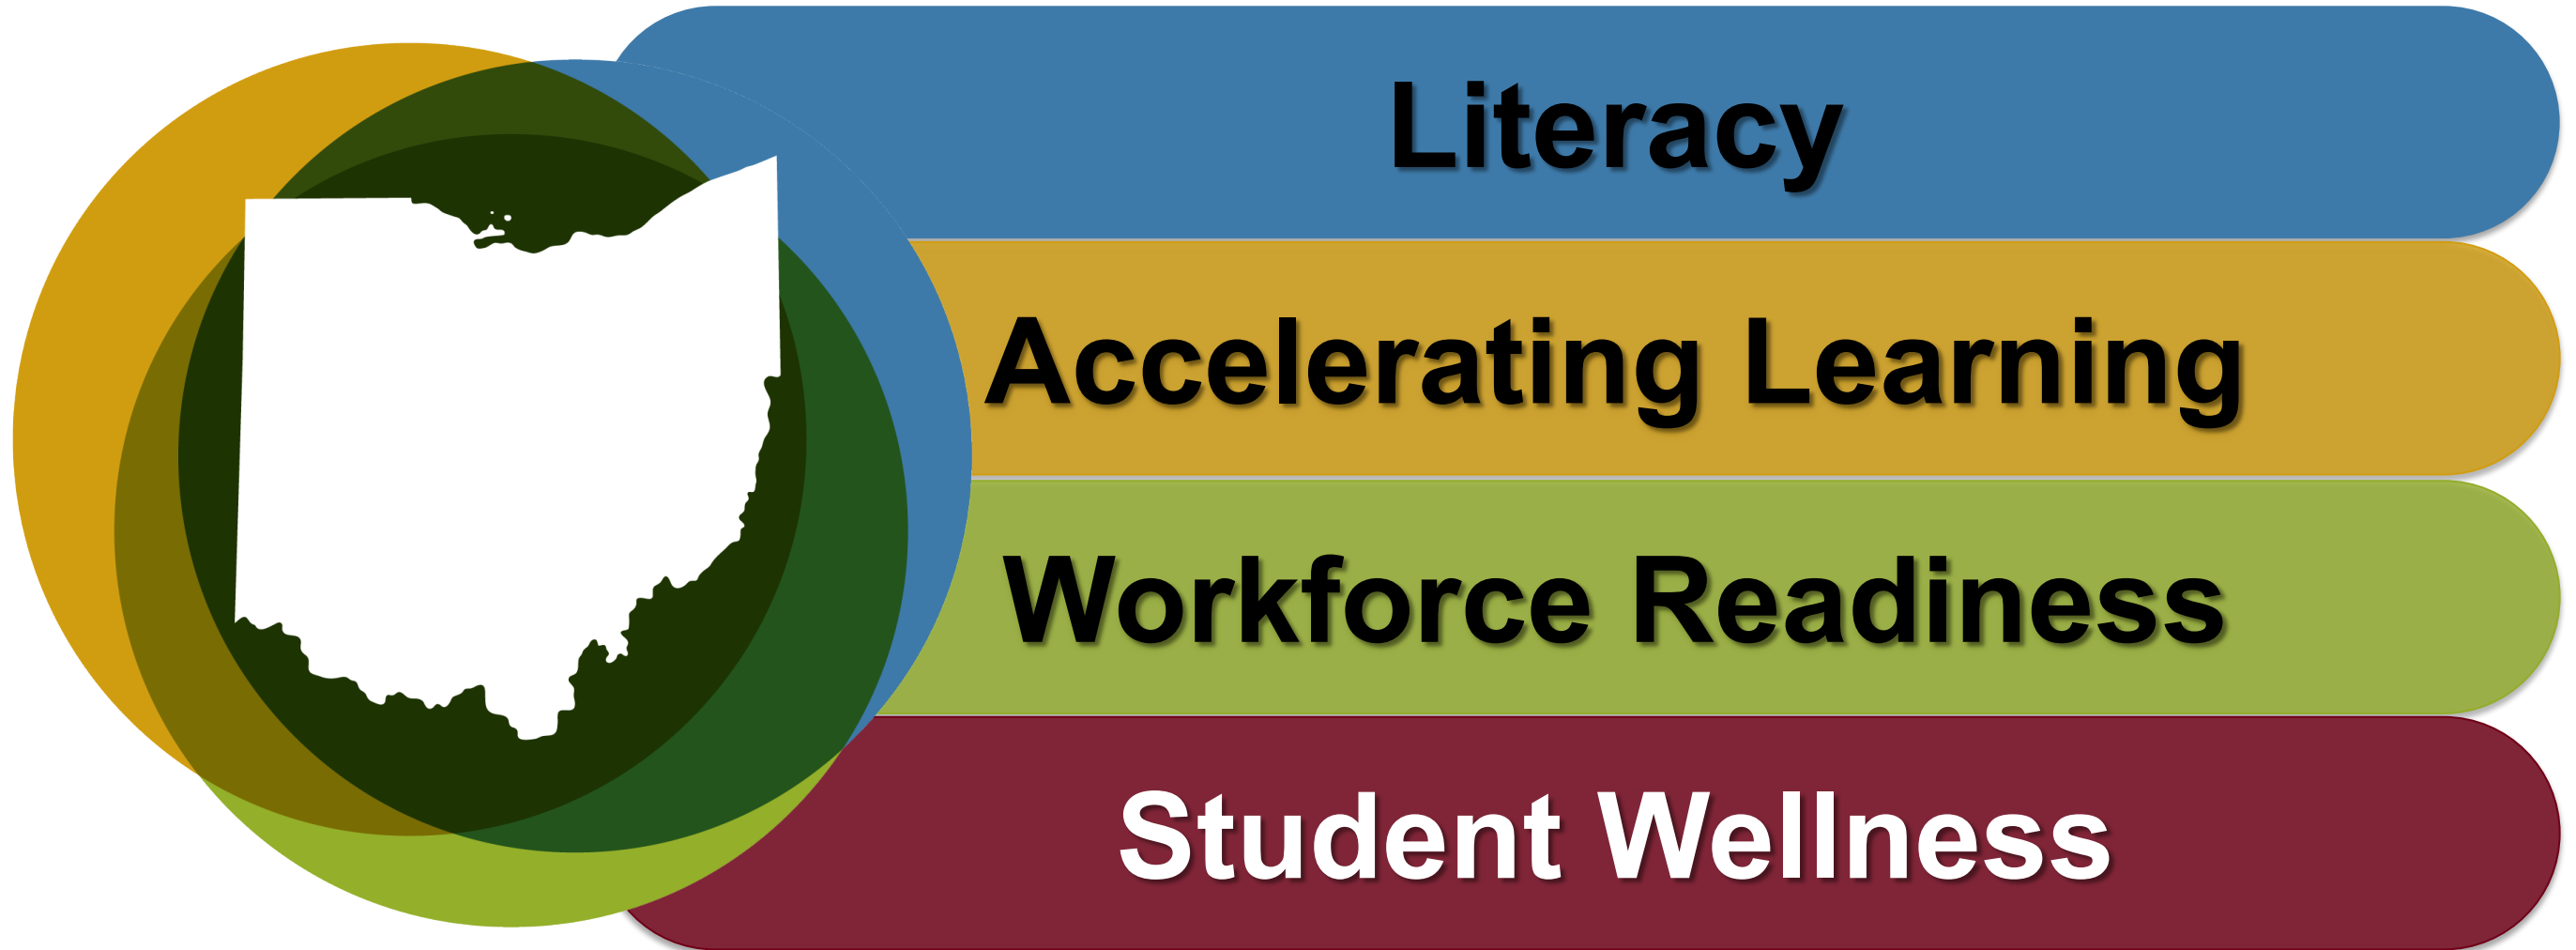 Literacy
Accelerating Learning
Workforce Readiness
Student Wellness